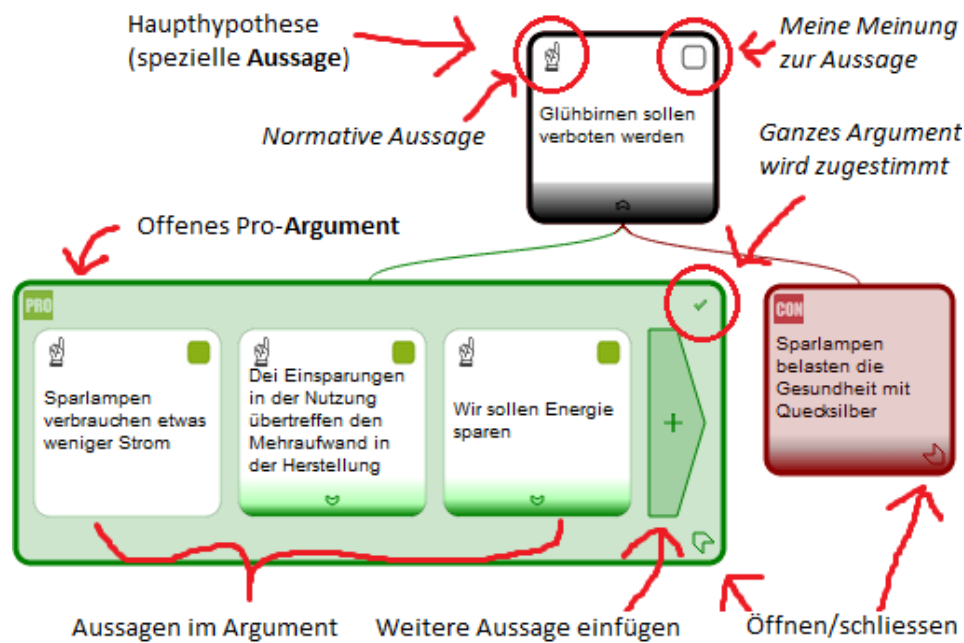 Haupthypothese
(spezielle Aussage)
Meine Meinung
zur Aussage
Glühbirnen sollen
verboten werden
Normative Aussage
Ganzes Argument
wird zugestimmt
Offenes Pro-Argument
PRO
Sparlampen
verbrauchen etwas
weniger Strom
Dei Einsparungen
in der Nutzung
übertreffen den
Mehraufwand in
der Herstellung
Wir sollen Energie
sparen
+
CON
Sparlampen
belasten die
Gesundheit mit
Quecksilber
Aussagen im Argument
Weitere Aussage einfügen
Öffnen/schliessen